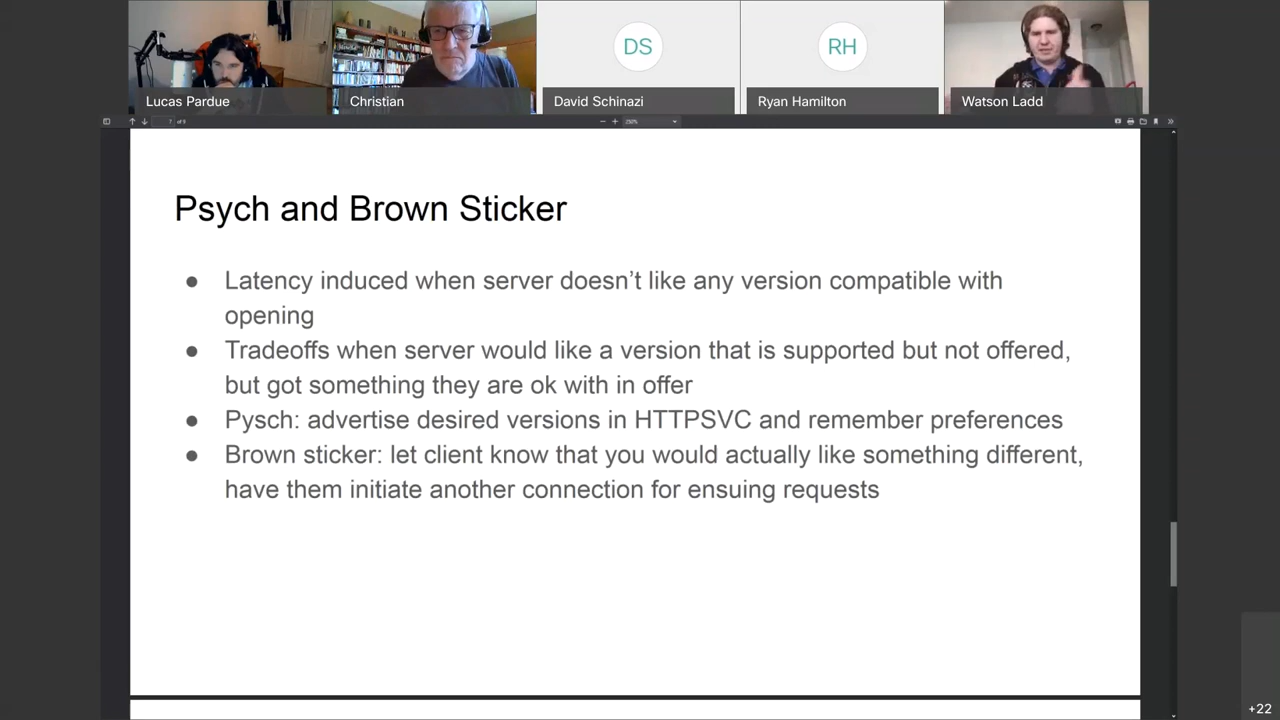 DS
RH
Lucas Pardue
Christian
David Schinazi
Ryan Hamilton
Watson Ladd
7 of 9
250%
Psych and Brown Sticker
● Latency induced when server doesn’t like any version compatible with
opening
● Tradeoffs when server would like a version that is supported but not offered,
but got something they are ok with in offer
● Pysch: advertise desired versions in HTTPSVC and remember preferences
● Brown sticker: let client know that you would actually like something different,
have them initiate another connection for ensuing requests
+22